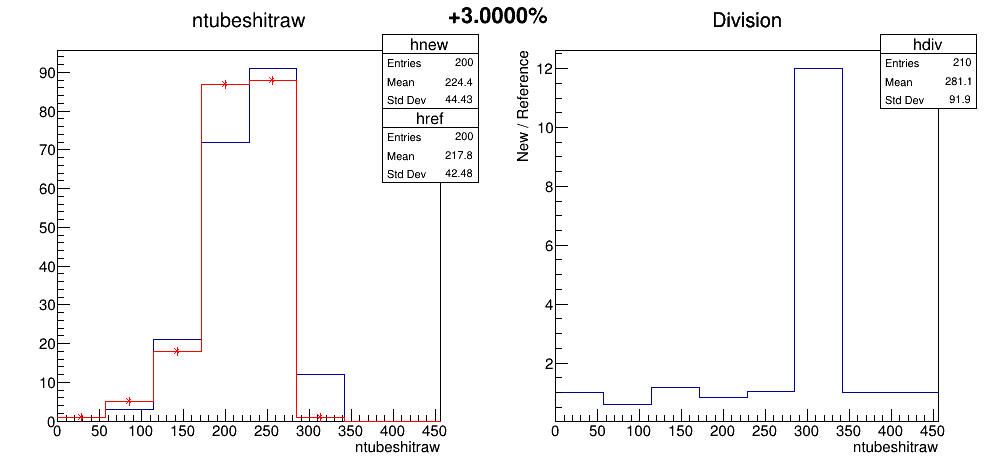 +3.0000%
ntubeshitraw
hnew
Entries 200
Mean 224.4
Std Dev 44.43
href
Entries 200
Mean 217.8
Std Dev 42.48
90
80
70
60
50
40
30
20
10
0
0 50 100 150 200 250 300 350 400 450
ntubeshitraw
Division
hdiv
Entries 210
Mean 281.1
Std Dev 91.9
New / Reference
12
10
8
6
4
2
0 50 100 150 200 250 300 350 400 450
ntubeshitraw